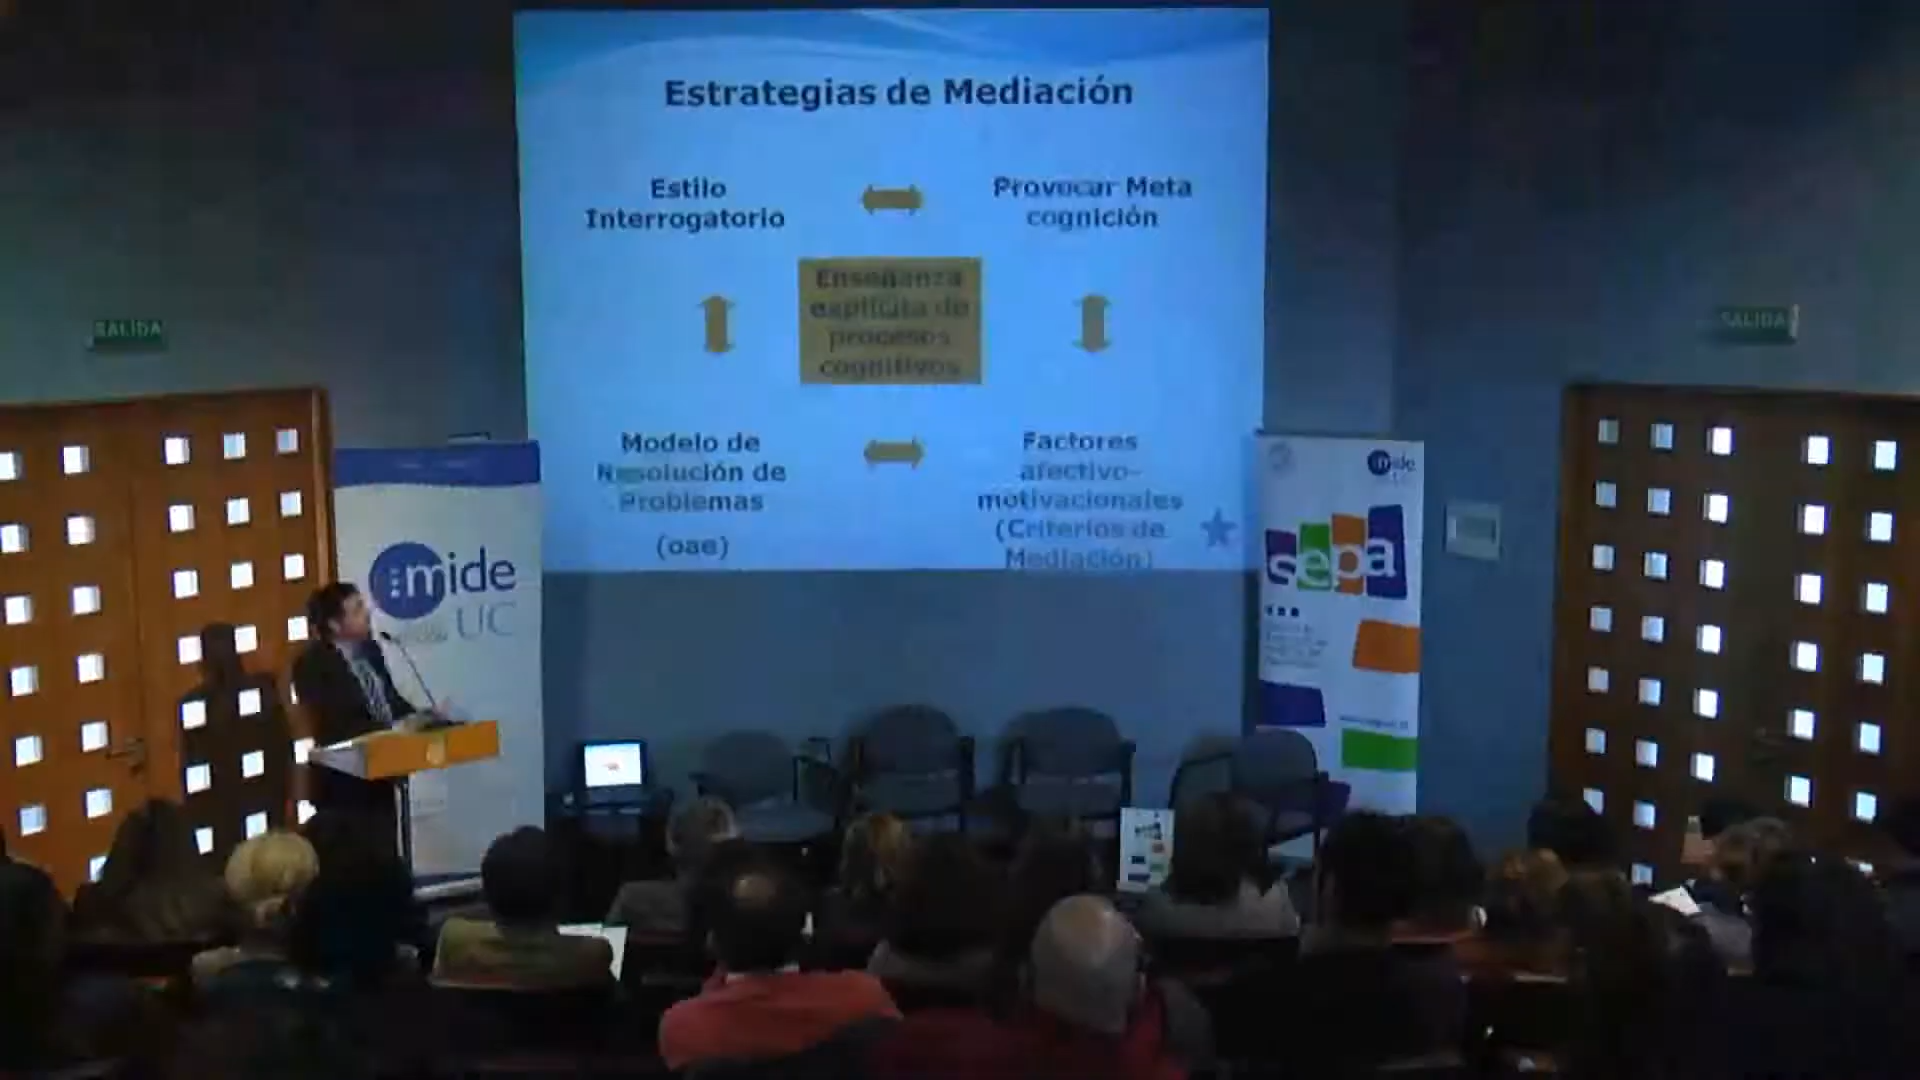 Estrategias de Mediación
Estilo
Interrogatorio
Provocar Meta
cognición
Enseñanza
explícita de
procesos
cognitivos
Modelo de
Resolución de
Problemas
(oae)
Factores
afectivo-
motivacionales
(Criterios de
Mediación)
SALIDA
SALIDA
mide
UC
mide
UC
sepa